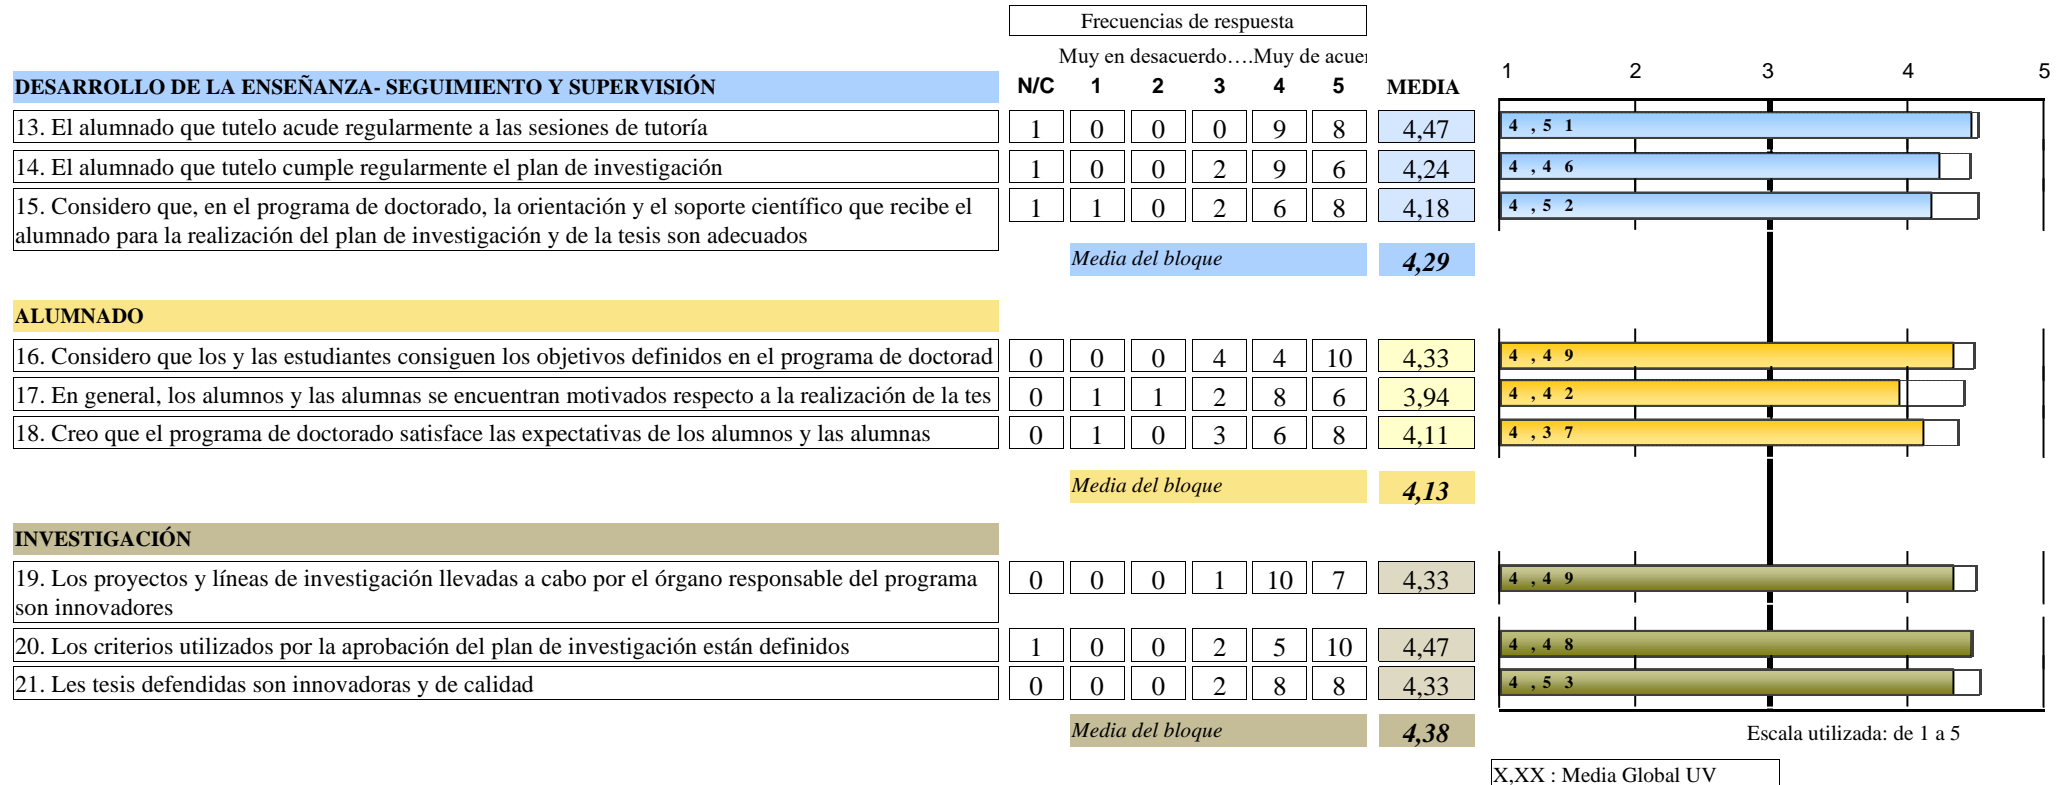 Frecuencias de respuesta
Muy en desacuerdo….Muy de acuer
DESARROLLO DE LA ENSEÑANZA- SEGUIMIENTO Y SUPERVISIÓN N/C 1 2 3 4 5 MEDIA 1 2 3 4 5
13. El alumnado que tutelo acude regularmente a las sesiones de tutoría 1 0 0 0 9 8 4,47 4,51
14. El alumnado que tutelo cumple regularmente el plan de investigación 1 0 0 2 9 6 4,24 4,46
15. Considero que, en el programa de doctorado, la orientación y el soporte científico que recibe el 1 1 0 2 6 8 4,18 4,52
alumnado para la realización del plan de investigación y de la tesis son adecuados
Media del bloque 4,29
ALUMNADO
16. Considero que los y las estudiantes consiguen los objetivos definidos en el programa de doctorad 0 0 0 4 4 10 4,33 4,49
17. En general, los alumnos y las alumnas se encuentran motivados respecto a la realización de la tes 0 1 1 2 8 6 3,94 4,42
18. Creo que el programa de doctorado satisface las expectativas de los alumnos y las alumnas 0 1 0 3 6 8 4,11 4,37
Media del bloque 4,13
INVESTIGACIÓN
19. Los proyectos y líneas de investigación llevadas a cabo por el órgano responsable del programa 0 0 0 1 10 7 4,33 4,49
son innovadores
20. Los criterios utilizados por la aprobación del plan de investigación están definidos 1 0 0 2 5 10 4,47 4,48
21. Les tesis defendidas son innovadoras y de calidad 0 0 0 2 8 8 4,33 4,53
Media del bloque 4,38
Escala utilizada: de 1 a 5
X,XX : Media Global UV